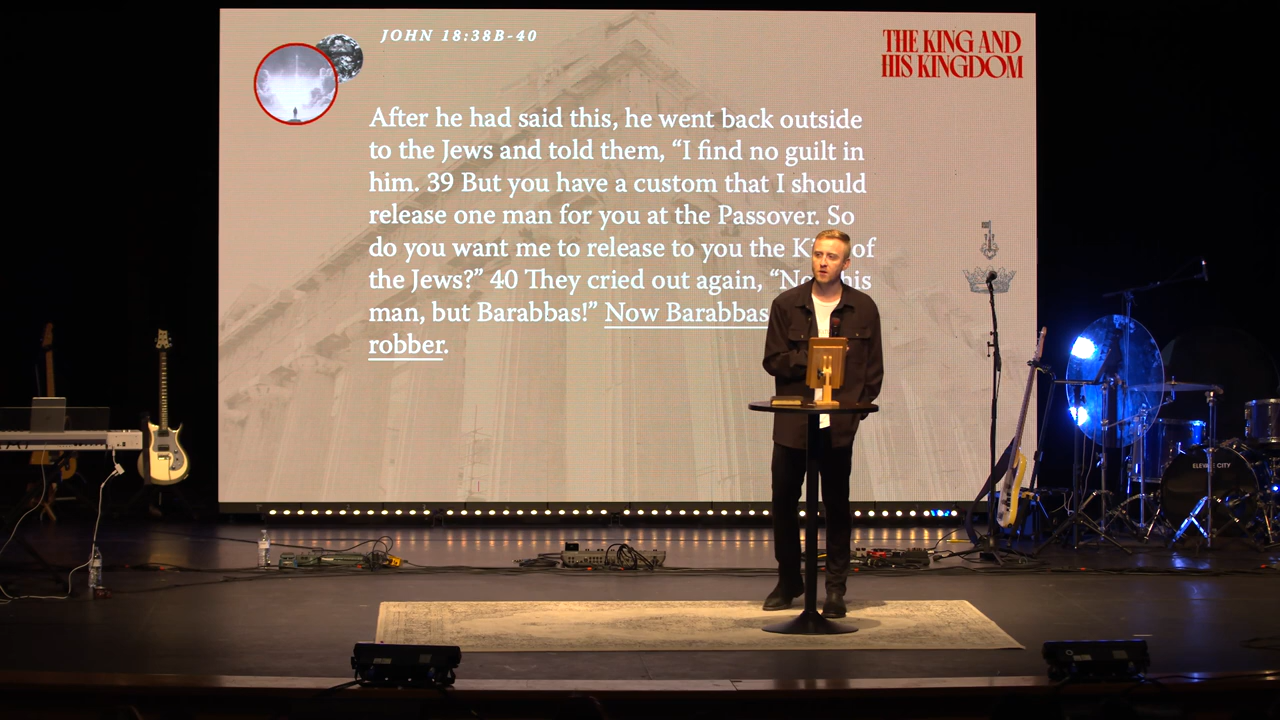 JOHN 18:38B-40
THE KING AND
HIS KINGDOM
After he had said this, he went back outside
to the Jews and told them, “I find no guilt in
him. 39 But you have a custom that I should
release one man for you at the Passover. So
do you want me to release to you the of
the Jews?” 40 They cried out again,
man, but Barabbas!” Now Barabbas
robber.